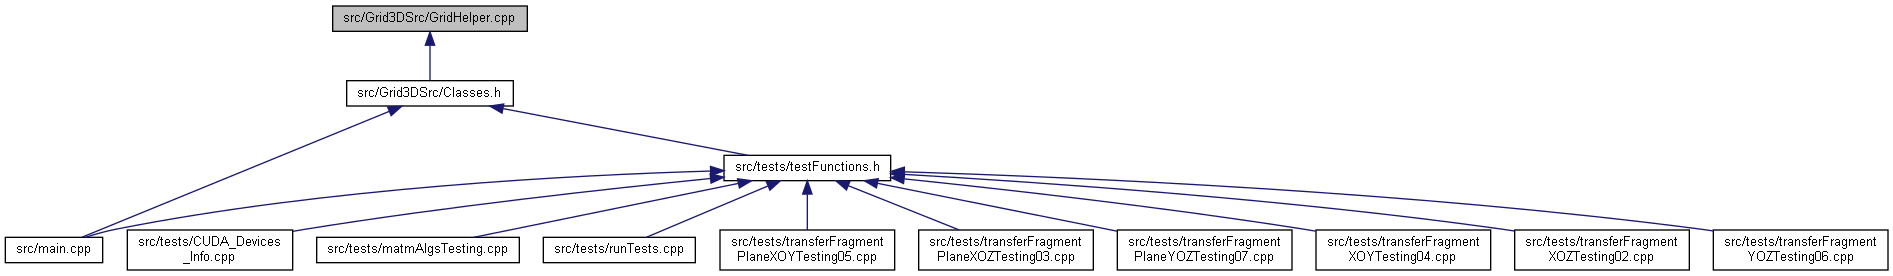 src/Grid3DSrc/GridHelper.cpp
src/Grid3DSrc/Classes.h
src/tests/testFunctions.h
src/main.cpp
src/tests/CUDA_Devices
_Info.cpp
src/tests/matmAlgsTesting.cpp
src/tests/runTests.cpp
src/tests/transferFragment
PlaneXOYTesting05.cpp
src/tests/transferFragment
PlaneXOZTesting03.cpp
src/tests/transferFragment
PlaneYOZTesting07.cpp
src/tests/transferFragment
XOYTesting04.cpp
src/tests/transferFragment
XOZTesting02.cpp
src/tests/transferFragment
YOZTesting06.cpp